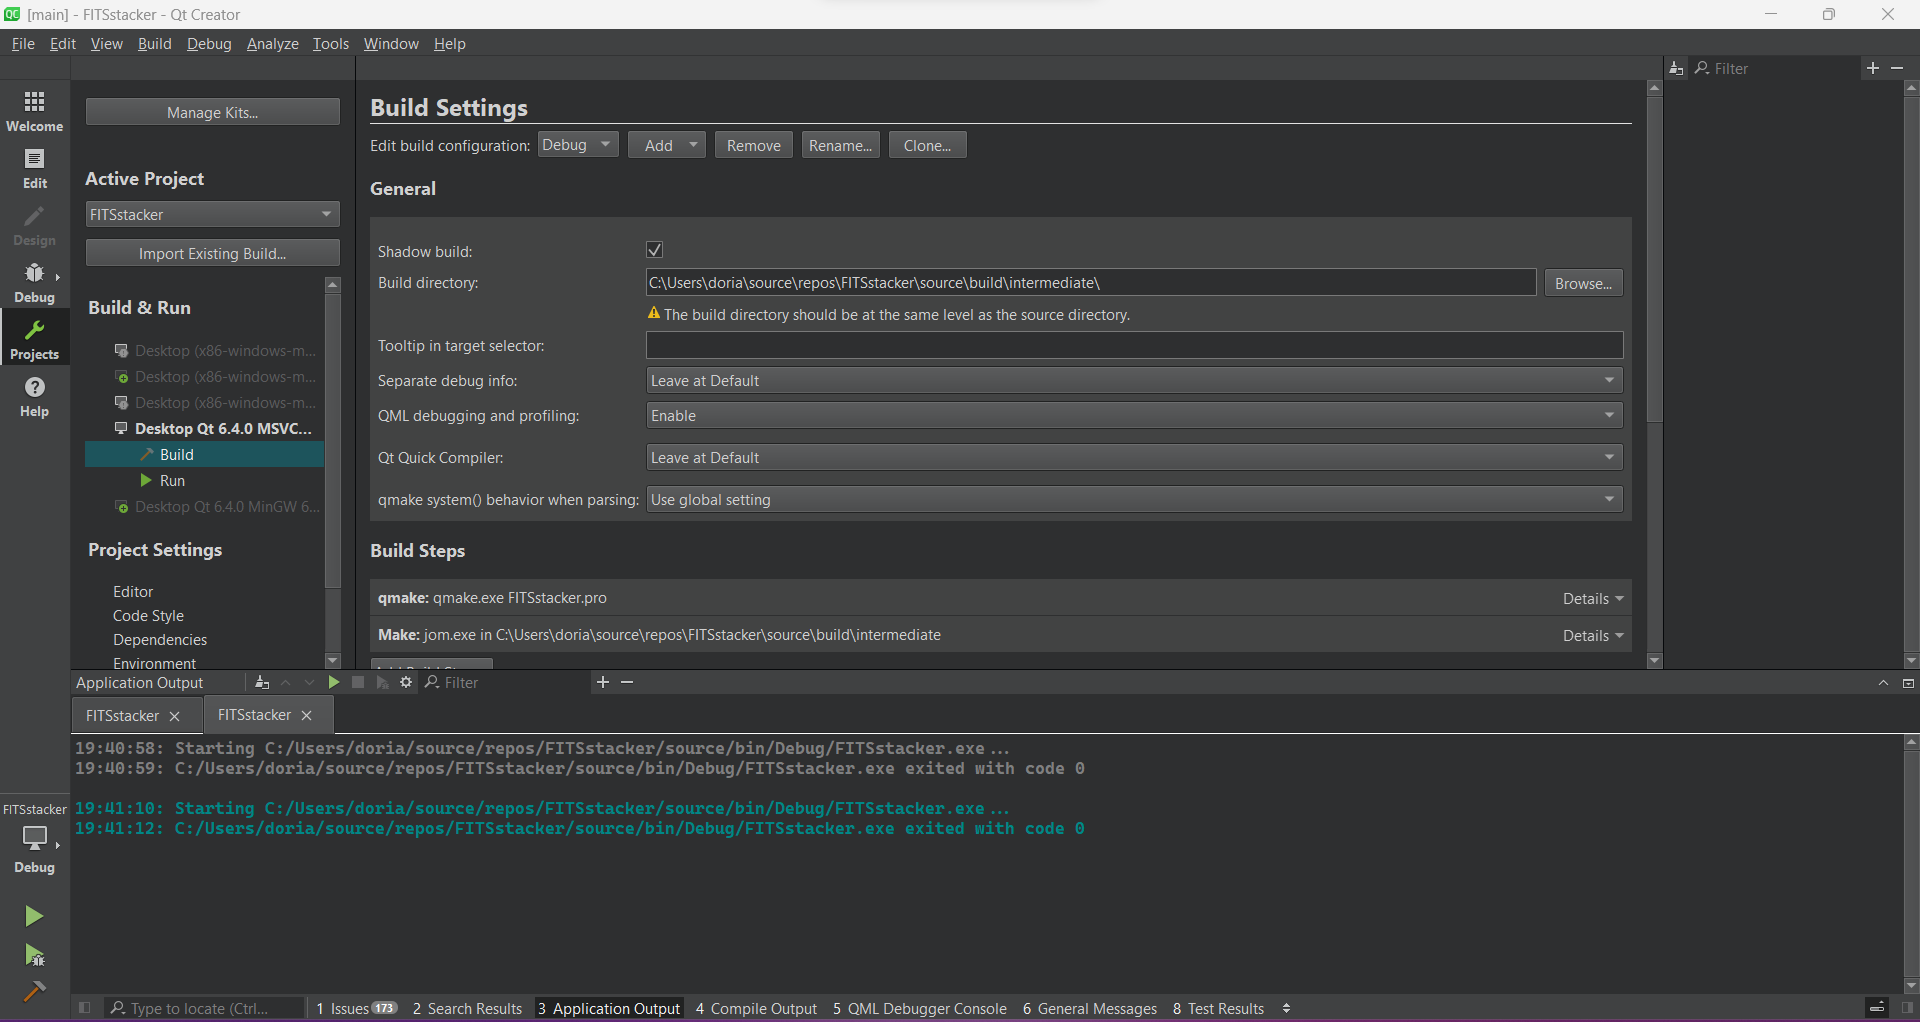 [main] - FITSstacker - Qt Creator
File Edit View Build Debug Analyze Tools Window Help
Filter
Welcome
Edit
Design
Debug
Projects
Help
Manage Kits...
Active Project
FITSstacker
Import Existing Build...
Build & Run
Desktop (x86-windows-m...
Desktop (x86-windows-m...
Desktop (x86-windows-m...
Desktop Qt 6.4.0 MSVC...
Build
Run
Desktop Qt 6.4.0 MinGW 6...
Project Settings
Editor
Code Style
Dependencies
Environment
Build Settings
Edit build configuration: Debug Add Remove Rename... Clone...
General
Shadow build:
Build directory: C:\Users\doria\source\repos\FITSstacker\source\build\intermediate\ Browse...
The build directory should be at the same level as the source directory.
Tooltip in target selector:
Separate debug info: Leave at Default
QML debugging and profiling: Enable
Qt Quick Compiler: Leave at Default
qmake system() behavior when parsing: Use global setting
Build Steps
qmake: qmake.exe FITSstacker.pro Details
Make: jom.exe in C:\Users\doria\source\repos\FITSstacker\source\build\intermediate Details
Application Output Filter
FITSstacker FITSstacker
19:40:58: Starting C:/Users/doria/source/repos/FITSstacker/source/bin/Debug/FITSstacker.exe...
19:40:59: C:/Users/doria/source/repos/FITSstacker/source/bin/Debug/FITSstacker.exe exited with code 0
19:41:10: Starting C:/Users/doria/source/repos/FITSstacker/source/bin/Debug/FITSstacker.exe...
19:41:12: C:/Users/doria/source/repos/FITSstacker/source/bin/Debug/FITSstacker.exe exited with code 0
FITSstacker
Debug
Type to locate (Ctrl... 1 Issues 173 2 Search Results 3 Application Output 4 Compile Output 5 QML Debugger Console 6 General Messages 8 Test Results